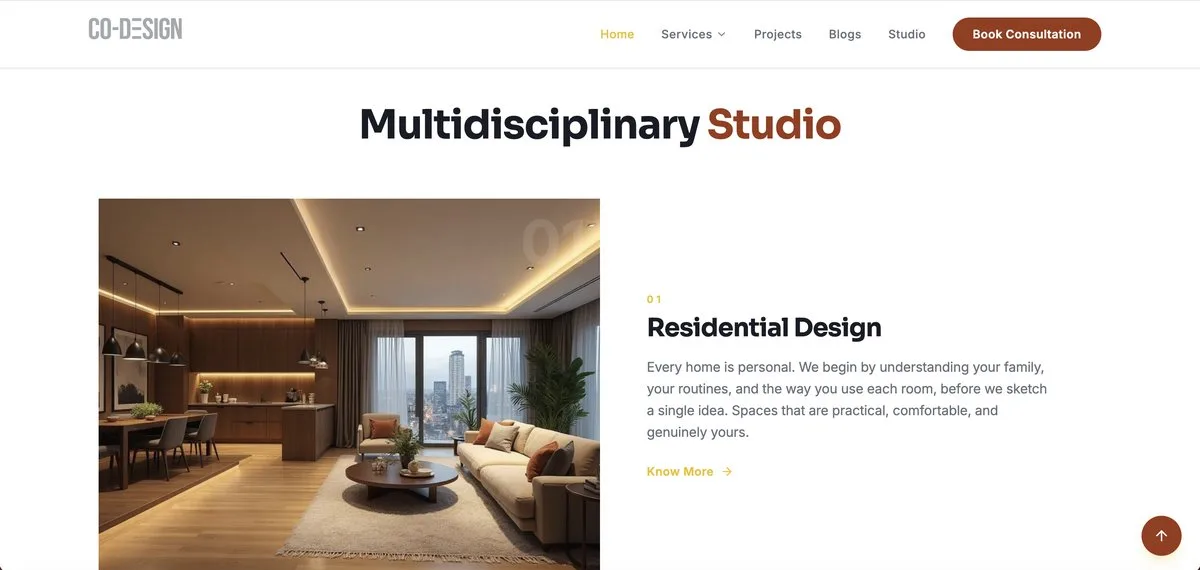 CO-DESIGN
Home Services Projects Blogs Studio Book Consultation
Multidisciplinary Studio
01
01
Residential Design
Every home is personal. We begin by understanding your family,
your routines, and the way you use each room, before we sketch
a single idea. Spaces that are practical, comfortable, and
genuinely yours.
Know More →